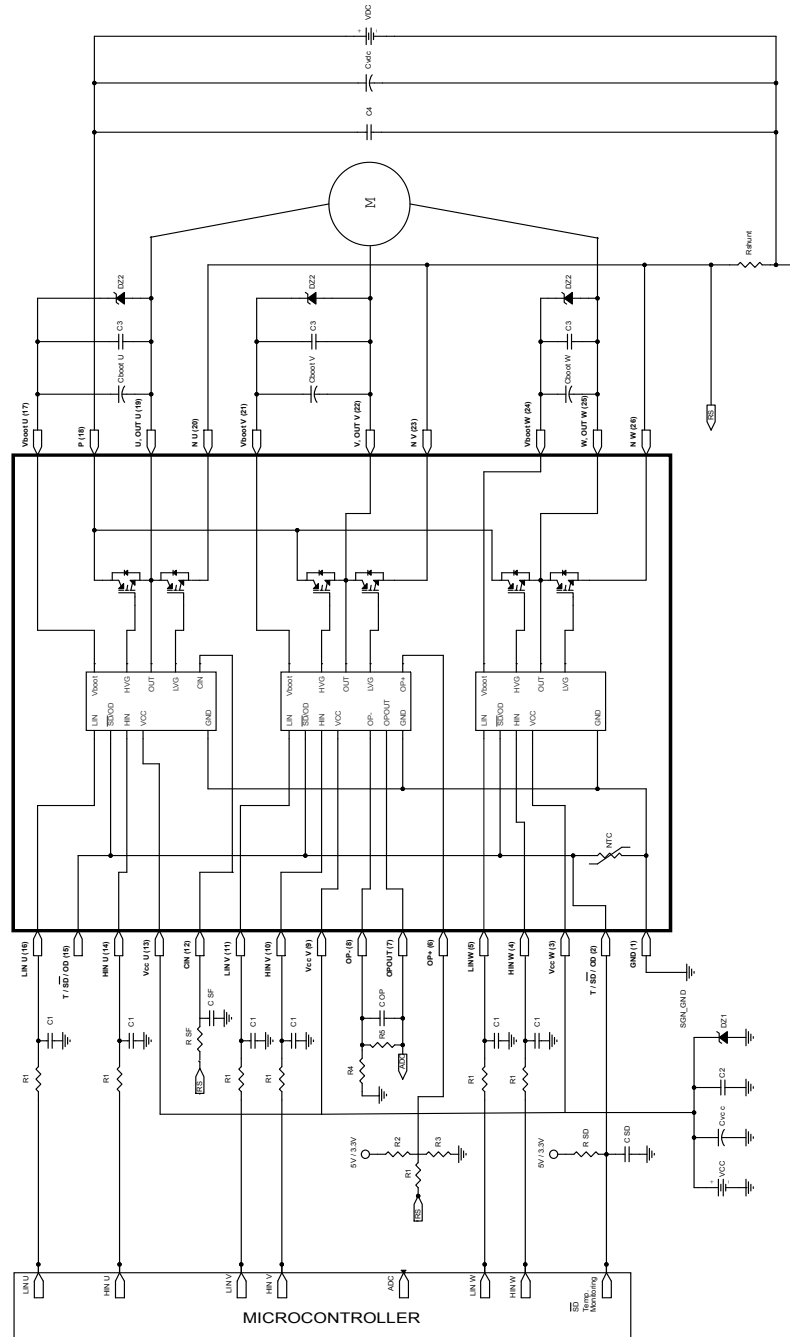 VDC
+
-
Cvdc
C4
M
Rshunt
DZ2
C3
Cboot U
DZ2
C3
Cboot V
DZ2
C3
Cboot W
RS
Vboot U (17)
P (18)
U, OUT U (19)
N U (20)
Vboot V (21)
V, OUT V (22)
N V (23)
Vboot W (24)
W, OUT W (25)
N W (26)
Vboot
HVG
OUT
LVG
CIN
LIN
SD/OD
HIN
VCC
GND
Vboot
HVG
OUT
LVG
OP+
LIN
SD/OD
HIN
VCC
OP-
OPOUT
GND
Vboot
HVG
OUT
LVG
LIN
SD/OD
HIN
VCC
GND
NTC
LIN U (16)
T / SD / OD (15)
HIN U (14)
Vcc U (13)
CIN (12)
LIN V (11)
HIN V (10)
Vcc V (9)
OP- (8)
OPOUT (7)
OP+ (6)
LIN W (5)
HIN W (4)
Vcc W (3)
T / SD / OD (2)
GND (1)
SGN_GND
C1
R1
C1
R1
C SF
R SF
RS
C1
R1
C1
R1
C OP
R5
R4
ADC
5V / 3.3V
R2
R3
R1
RS
C1
R1
C1
R1
5V / 3.3V
R SD
C SD
DZ1
C2
Cvcc
VCC
+
-
LIN U
HIN U
LIN V
HIN V
ADC
LIN W
HIN W
SD
Temp.
Monitoring
MICROCONTROLLER